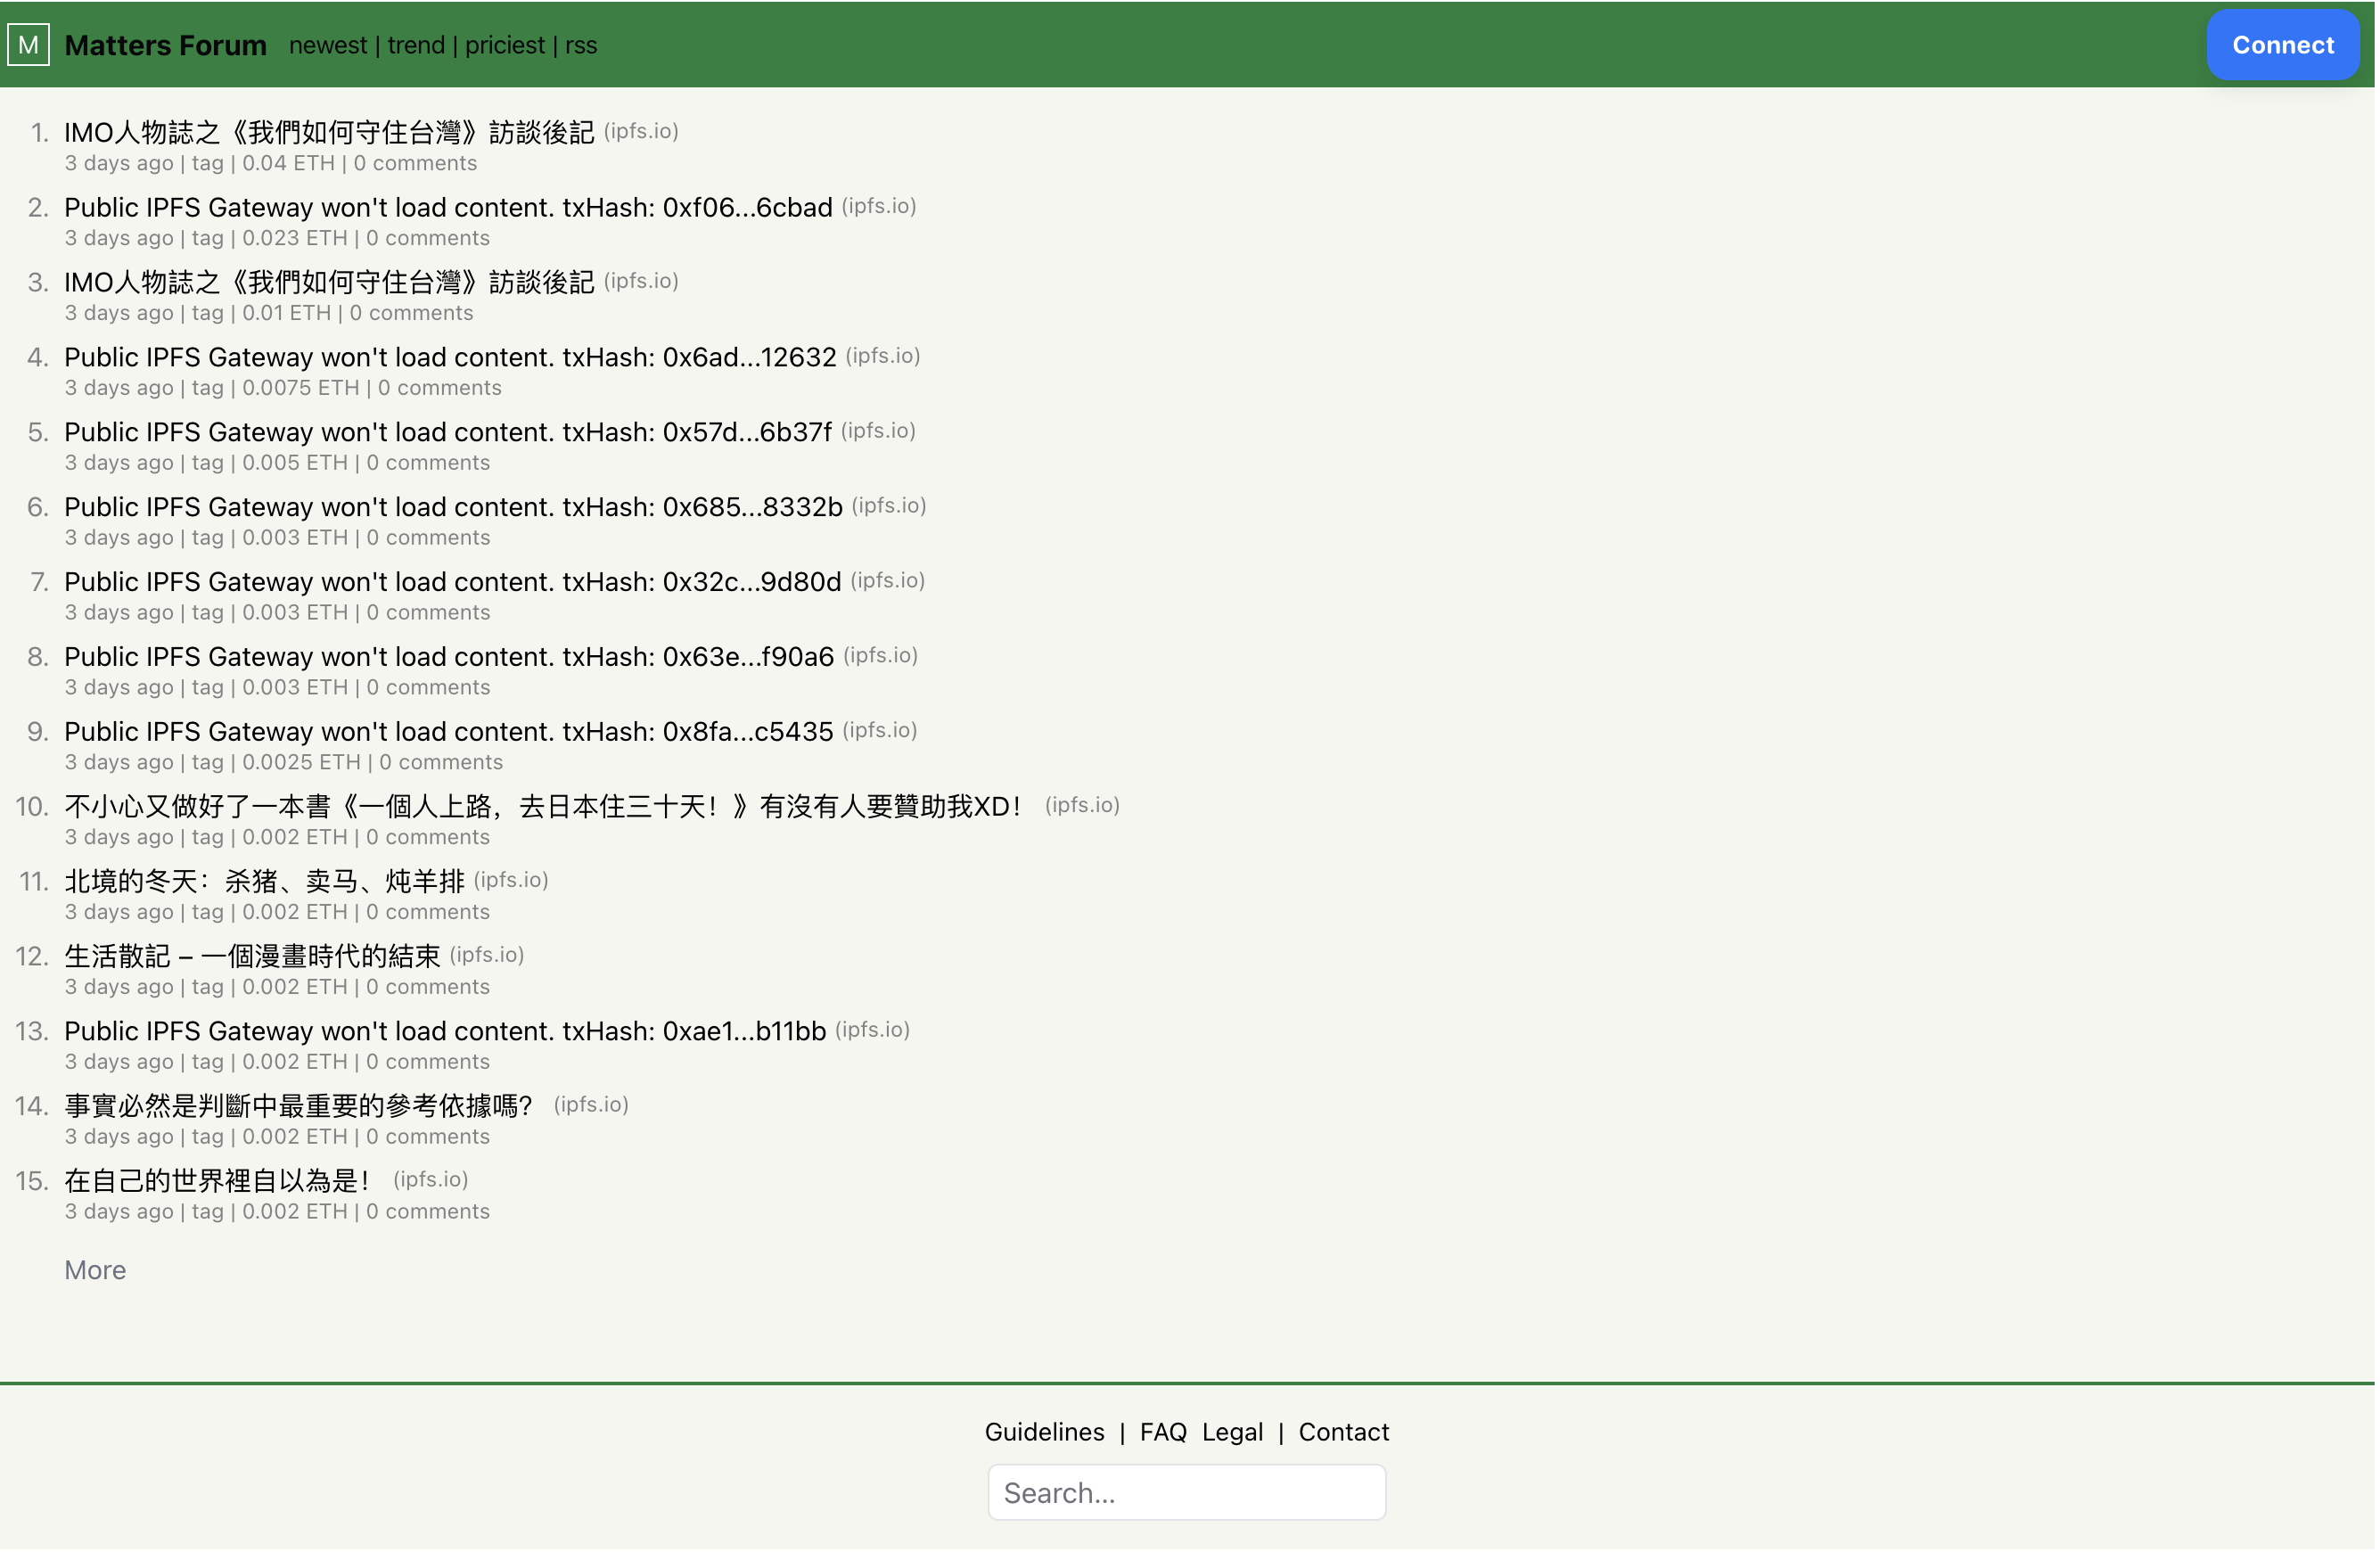 M Matters Forum newest | trend | priciest | rss Connect
1. IMO人物誌之《我們如何守住台灣》訪談後記 (ipfs.io)
3 days ago | tag | 0.04 ETH | 0 comments
2. Public IPFS Gateway won't load content. txHash: 0xf06...6cbad (ipfs.io)
3 days ago | tag | 0.023 ETH | 0 comments
3. IMO人物誌之《我們如何守住台灣》訪談後記 (ipfs.io)
3 days ago | tag | 0.01 ETH | 0 comments
4. Public IPFS Gateway won't load content. txHash: 0x6ad...12632 (ipfs.io)
3 days ago | tag | 0.0075 ETH | 0 comments
5. Public IPFS Gateway won't load content. txHash: 0x57d...6b37f (ipfs.io)
3 days ago | tag | 0.005 ETH | 0 comments
6. Public IPFS Gateway won't load content. txHash: 0x685...8332b (ipfs.io)
3 days ago | tag | 0.003 ETH | 0 comments
7. Public IPFS Gateway won't load content. txHash: 0x32c...9d80d (ipfs.io)
3 days ago | tag | 0.003 ETH | 0 comments
8. Public IPFS Gateway won't load content. txHash: 0x63e...f90a6 (ipfs.io)
3 days ago | tag | 0.003 ETH | 0 comments
9. Public IPFS Gateway won't load content. txHash: 0x8fa...c5435 (ipfs.io)
3 days ago | tag | 0.0025 ETH | 0 comments
10. 不小心又做好了一本書《一個人上路，去日本住三十天！》有沒有人要贊助我XD！ (ipfs.io)
3 days ago | tag | 0.002 ETH | 0 comments
11. 北境的冬天：杀猪、卖马、炖羊排 (ipfs.io)
3 days ago | tag | 0.002 ETH | 0 comments
12. 生活散記 – 一個漫畫時代的結束 (ipfs.io)
3 days ago | tag | 0.002 ETH | 0 comments
13. Public IPFS Gateway won't load content. txHash: 0xae1...b11bb (ipfs.io)
3 days ago | tag | 0.002 ETH | 0 comments
14. 事實必然是判斷中最重要的參考依據嗎？ (ipfs.io)
3 days ago | tag | 0.002 ETH | 0 comments
15. 在自己的世界裡自以為是！ (ipfs.io)
3 days ago | tag | 0.002 ETH | 0 comments
More
Guidelines | FAQ Legal | Contact
Search...